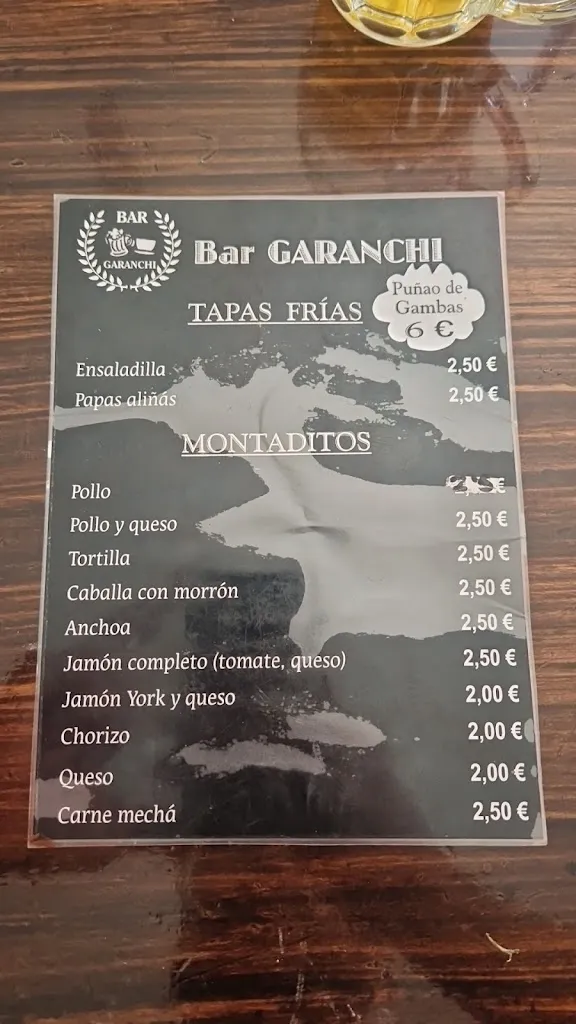 BAR
GARANCHI
Bar GARANCHI
TAPAS FRÍAS
Puñao de
Gambas
6 €
Ensaladilla 2,50 €
Papas aliñás 2,50 €
MONTADITOS
Pollo €
Pollo y queso 2,50 €
Tortilla 2,50 €
Caballa con morrón 2,50 €
Anchoa 2,50 €
Jamón completo (tomate, queso) 2,50 €
Jamón York y queso 2,00 €
Chorizo 2,00 €
Queso 2,00 €
Carne mechá 2,50 €